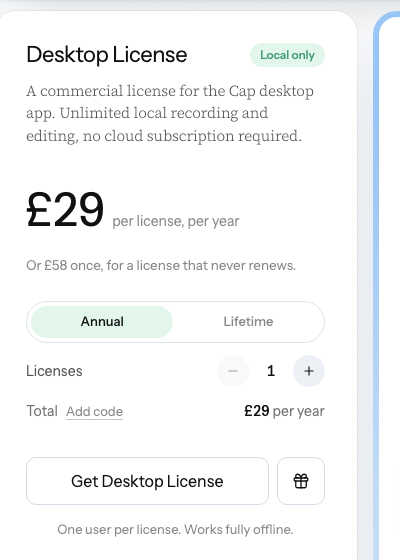 Desktop License
Local only
A commercial license for the Cap desktop
app. Unlimited local recording and
editing, no cloud subscription required.
£29 per license, per year
Or £58 once, for a license that never renews.
Annual
Lifetime
Licenses
− 1 +
Total Add code £29 per year
Get Desktop License
One user per license. Works fully offline.